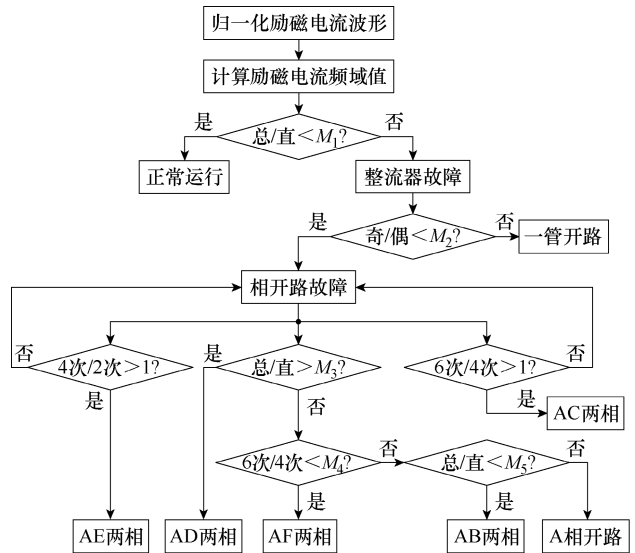 归一化励磁电流波形
计算励磁电流频域值
是
总/直＜M1?
否
正常运行
整流器故障
是
奇/偶＜M2?
否
一管开路
相开路故障
否
4次/2次＞1?
是
总/直＞M3?
6次/4次＞1?
否
是
否
是
AC两相
6次/4次＜M4?
否
总/直＜M5?
否
是
是
AE两相
AD两相
AF两相
AB两相
A相开路